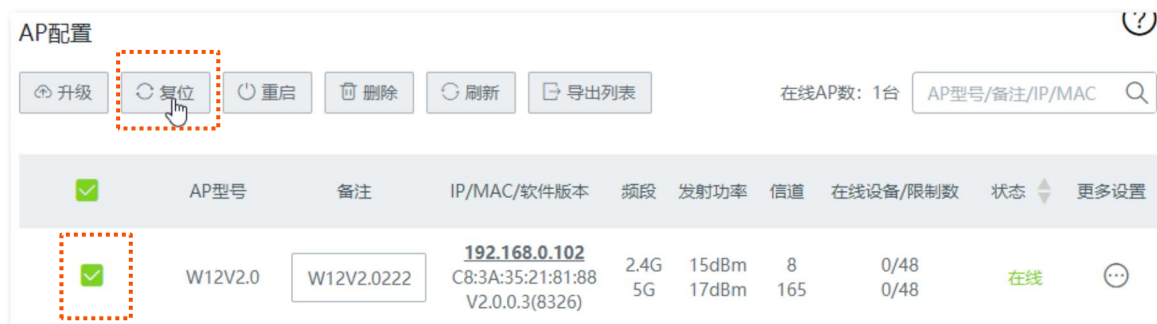 AP配置
?
升级 复位 重启 删除 刷新 导出列表 在线AP数：1台 AP型号/备注/IP/MAC
AP型号 备注 IP/MAC/软件版本 频段 发射功率 信道 在线设备/限制数 状态 更多设置
192.168.0.102
W12V2.0 W12V2.0222 C8:3A:35:21:81:88 2.4G 15dBm 8 0/48 在线
V2.0.0.3(8326) 5G 17dBm 165 0/48